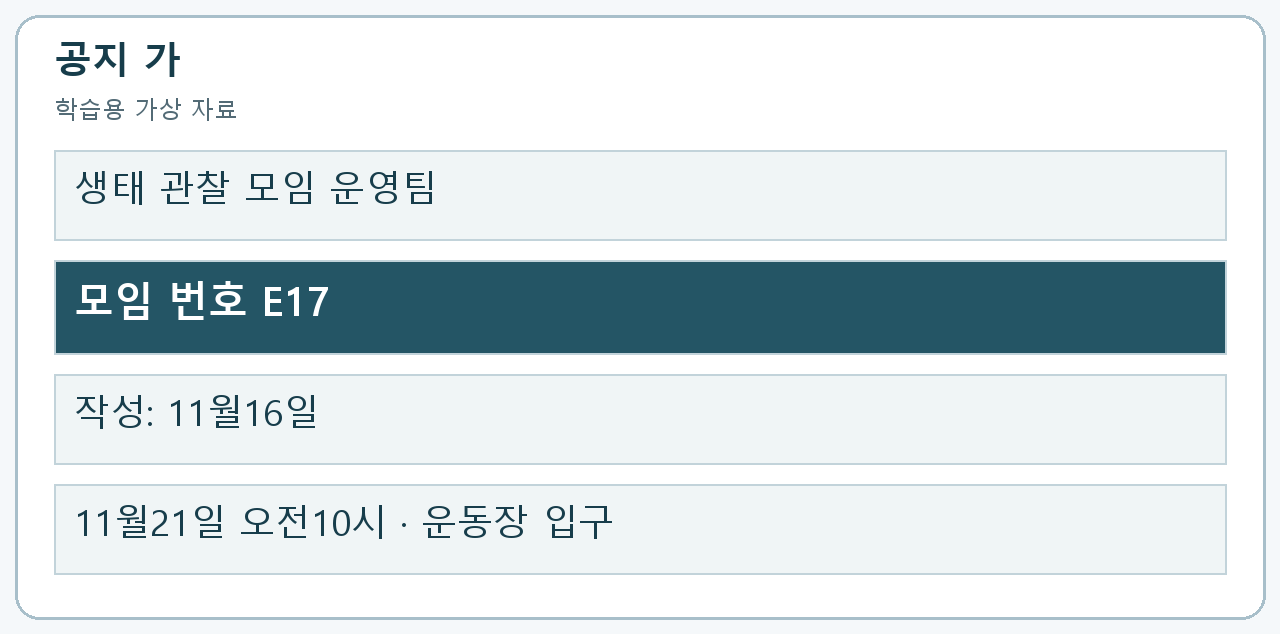 공지 가
학습용 가상 자료
생태 관찰 모임 운영팀
모임 번호 E17
작성: 11월16일
11월21일 오전10시 · 운동장 입구